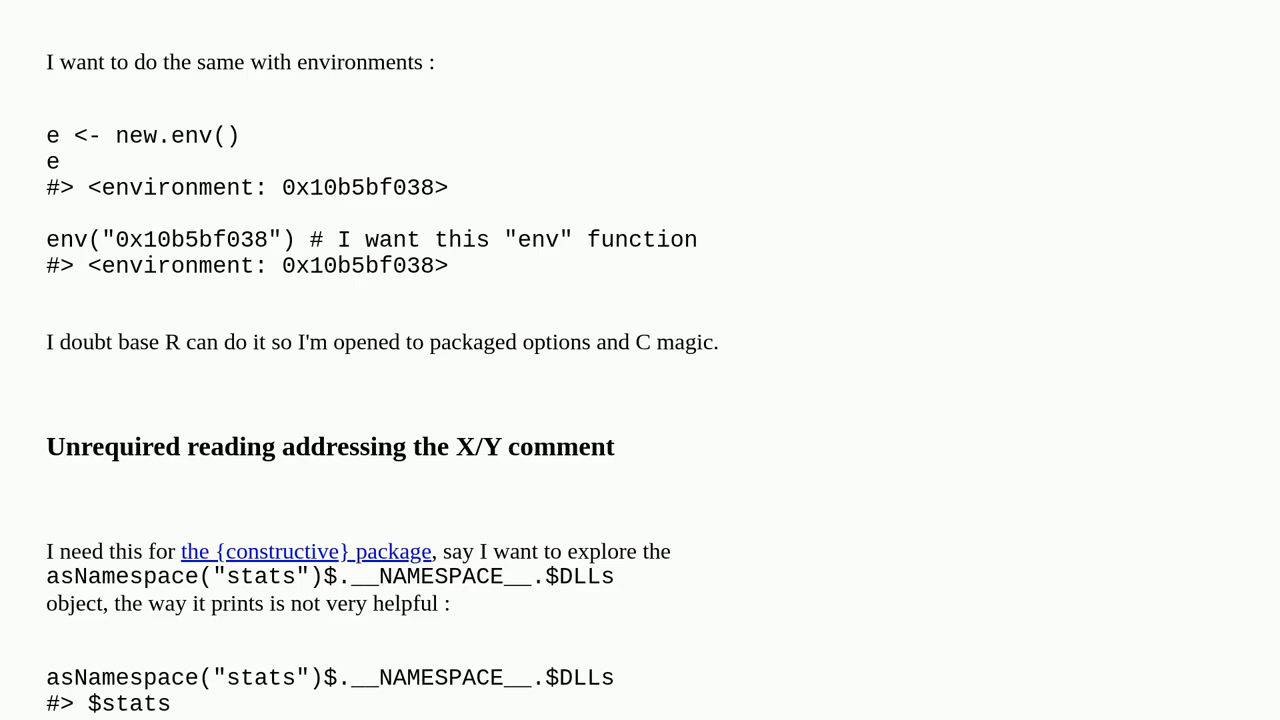 I want to do the same with environments :
e <- new.env()
e
#> <environment: 0x10b5bf038>
env("0x10b5bf038") # I want this "env" function
#> <environment: 0x10b5bf038>
I doubt base R can do it so I'm opened to packaged options and C magic.
Unrequired reading addressing the X/Y comment
I need this for the {constructive} package, say I want to explore the
asNamespace("stats")$.__NAMESPACE__.$DLLs
object, the way it prints is not very helpful :
asNamespace("stats")$.__NAMESPACE__.$DLLs
#> $stats